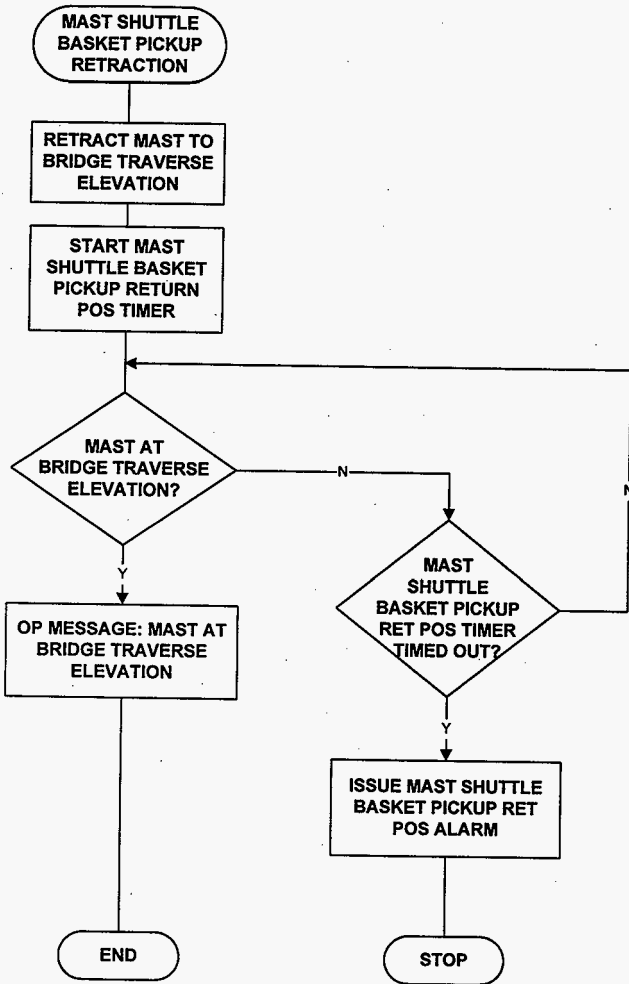 MAST SHUTTLE
BASKET PICKUP
RETRACTION
RETRACT MAST TO
BRIDGE TRAVERSE
ELEVATION
START MAST
SHUTTLE BASKET
PICKUP RETURN
POS TIMER
MAST AT
BRIDGE TRAVERSE
ELEVATION?
N
N
MAST
SHUTTLE
BASKET PICKUP
RET POS TIMER
TIMED OUT?
Y
OP MESSAGE: MAST AT
BRIDGE TRAVERSE
ELEVATION
Y
ISSUE MAST SHUTTLE
BASKET PICKUP RET
POS ALARM
END
STOP